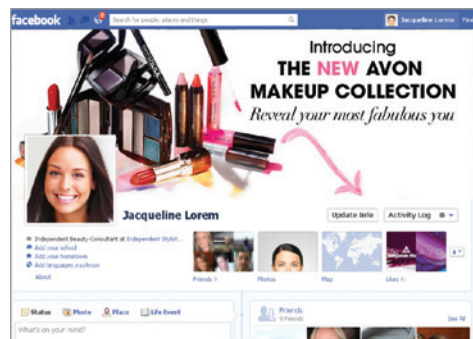 facebook
Search for people, places and things
Jacqueline Lorem
Introducing
THE NEW AVON
MAKEUP COLLECTION
Reveal your most fabulous you
Jacqueline Lorem
Update Info
Activity Log
Independent Beauty Consultant at Independent Stylist...
Add your school
Add your hometown
Add languages you know
About
Friends
Photos
Map
Likes
Status
Photo
Place
Life Event
What's on your mind?
Friends
See All